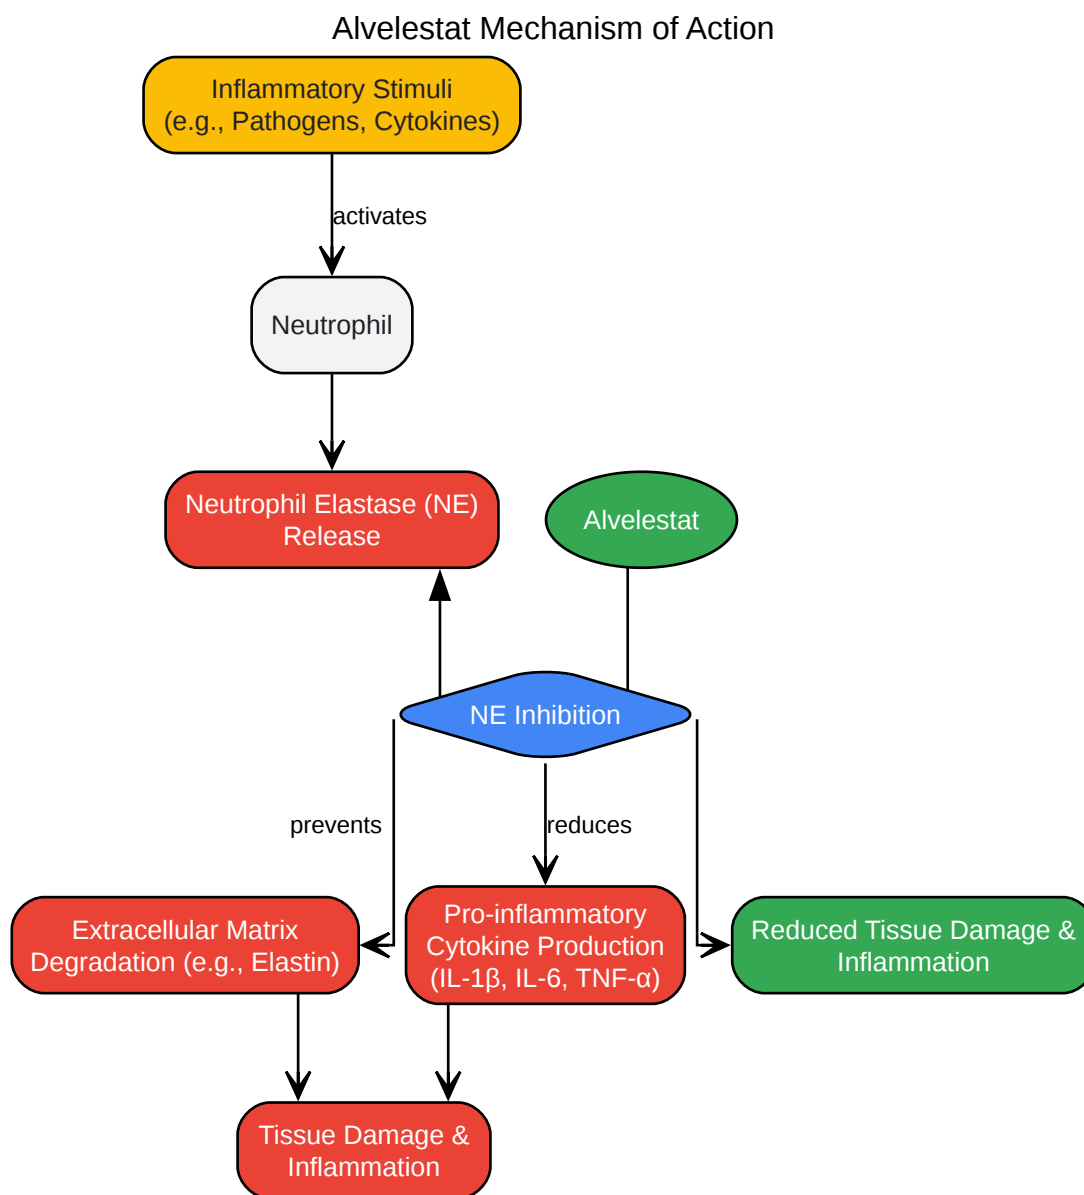 Alvelestat Mechanism of Action
Inflammatory Stimuli
(e.g., Pathogens, Cytokines)
activates
Neutrophil
Neutrophil Elastase (NE)
Release
Alvelestat
NE Inhibition
prevents
reduces
Extracellular Matrix
Degradation (e.g., Elastin)
Pro-inflammatory
Cytokine Production
(IL-1β, IL-6, TNF-α)
Reduced Tissue Damage &
Inflammation
Tissue Damage &
Inflammation